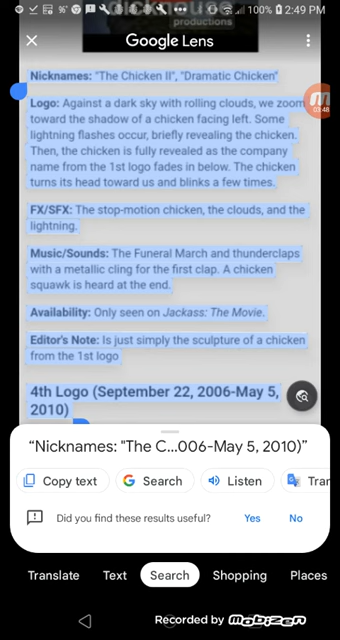 96°
100% 2:49 PM
productions
Google Lens
Nicknames: "The Chicken II", "Dramatic Chicken"
Logo: Against a dark sky with rolling clouds, we zoom
toward the shadow of a chicken facing left. Some
lightning flashes occur, briefly revealing the chicken.
Then, the chicken is fully revealed as the company
name from the 1st logo fades in below. The chicken
turns its head toward us and blinks a few times.
03:48
FX/SFX: The stop-motion chicken, the clouds, and the
lightning.
Music/Sounds: The Funeral March and thunderclaps
with a metallic cling for the first clap. A chicken
squawk is heard at the end.
Availability: Only seen on Jackass: The Movie.
Editor's Note: Is just simply the sculpture of a chicken
from the 1st logo
4th Logo (September 22, 2006-May 5,
2010)
“Nicknames: "The C...006-May 5, 2010)”
Copy text
Search
Listen
Tran
Did you find these results useful?
Yes
No
Translate
Text
Search
Shopping
Places
Recorded by Mobizen